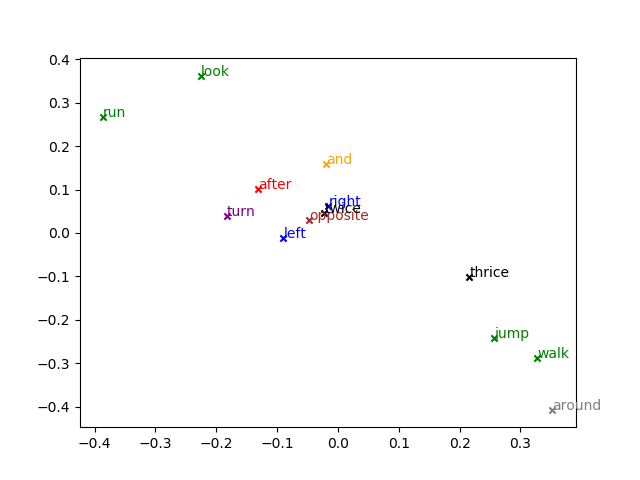 0.4
look
0.3
run
0.2
and
0.1
after
right
twice
turn
opposite
0.0
left
−0.1
thrice
−0.2
jump
−0.3
walk
−0.4
around
−0.4 −0.3 −0.2 −0.1 0.0 0.1 0.2 0.3